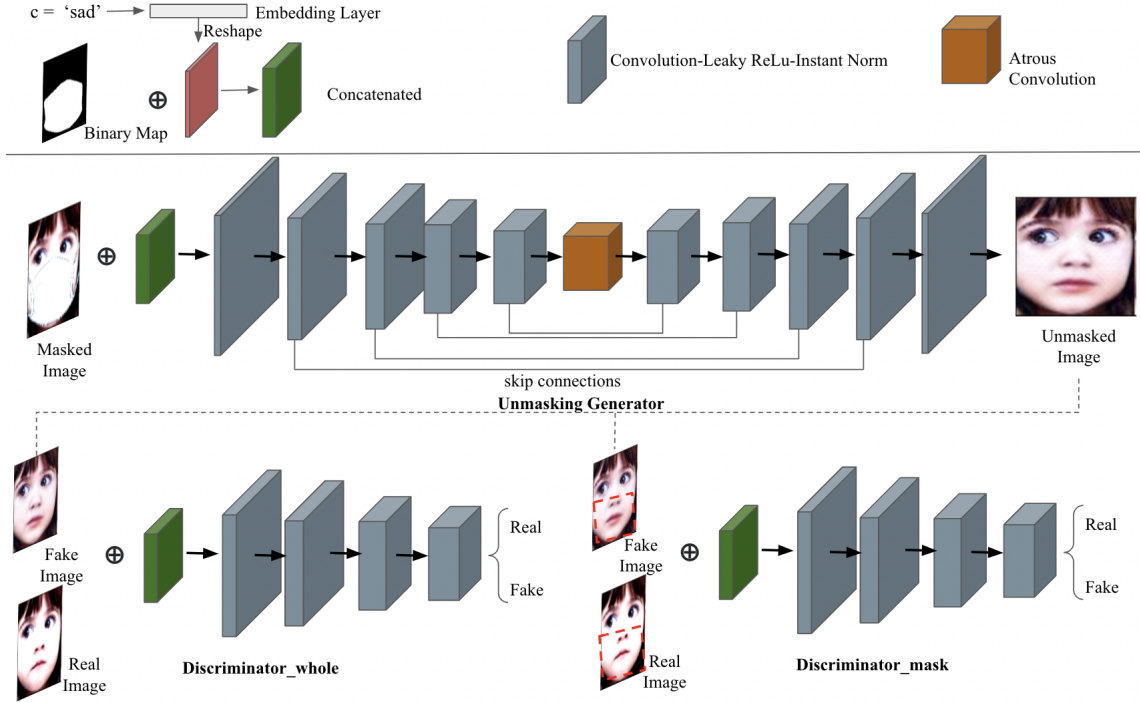 c = ‘sad’
Embedding Layer
Reshape
Binary Map
Concatenated
Convolution-Leaky ReLu-Instant Norm
Atrous
Convolution
Masked
Image
Unmasked
Image
skip connections
Unmasking Generator
Fake
Image
Real
Image
Real
Fake
Discriminator_whole
Fake
Image
Real
Image
Real
Fake
Discriminator_mask